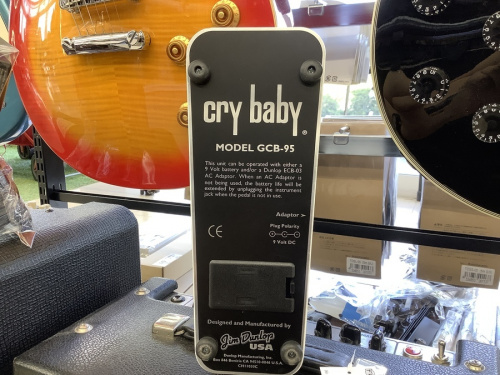 cry baby®
MODEL GCB-95
This unit can be operated with either a
9 Volt battery and/or a Dunlop ECB-03
AC Adaptor. When an AC Adaptor is
not being used, the battery life will be
extended by unplugging the instrument
jack when the pedal is not in use.
Adaptor >
CE
Plug Polarity
9 Volt DC
Designed and Manufactured by
Jim Dunlop
USA
Dunlop Manufacturing, Inc.